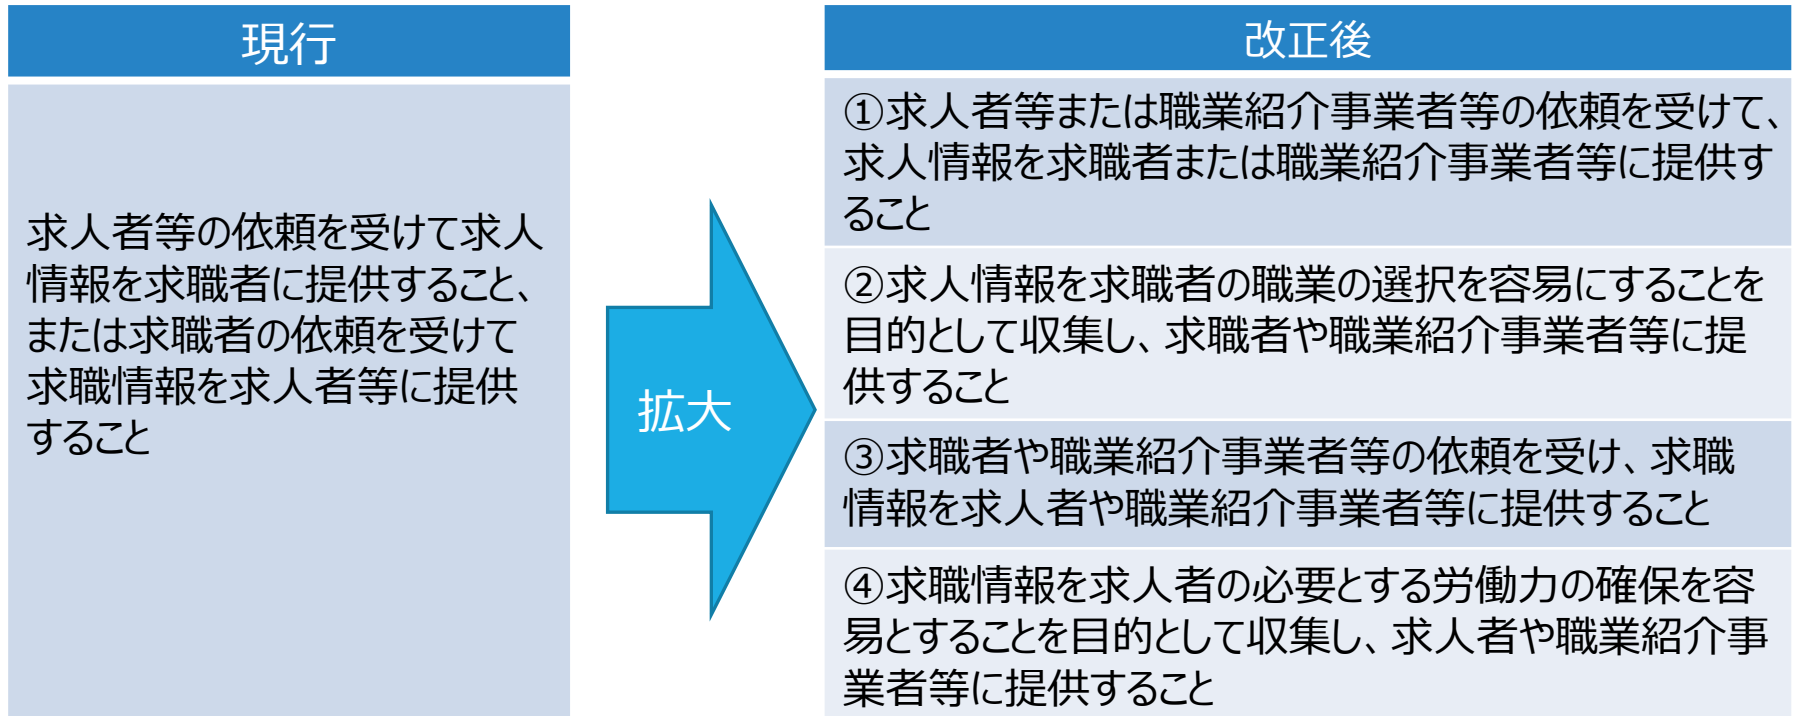 現行
求人者等の依頼を受けて求人
情報を求職者に提供すること、
または求職者の依頼を受けて
求職情報を求人者等に提供
すること
拡大
改正後
①求人者等または職業紹介事業者等の依頼を受けて、
求人情報を求職者または職業紹介事業者等に提供す
ること
②求人情報を求職者の職業の選択を容易にすることを
目的として収集し、求職者や職業紹介事業者等に提
供すること
③求職者や職業紹介事業者等の依頼を受け、求職
情報を求人者や職業紹介事業者等に提供すること
④求職情報を求人者の必要とする労働力の確保を容
易とすることを目的として収集し、求人者や職業紹介事
業者等に提供すること